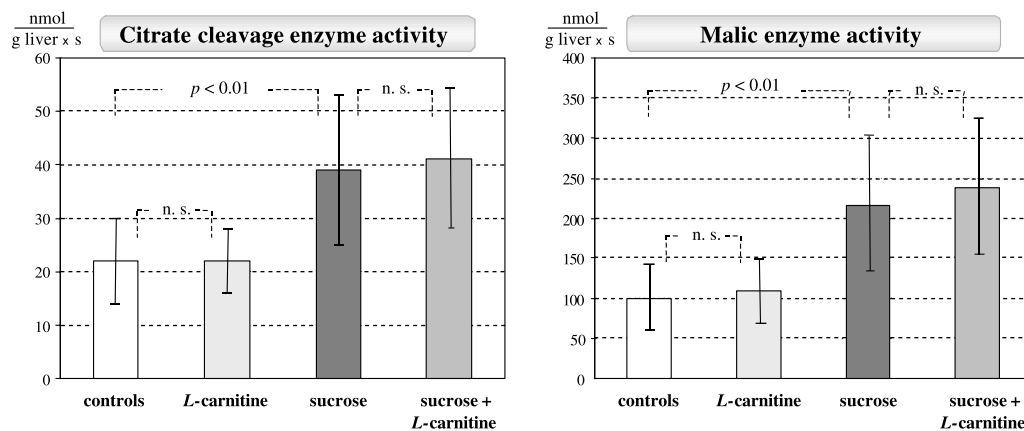 nmol
g liver × s
Citrate cleavage enzyme activity
60
50
40
30
20
10
0
p < 0.01
n. s.
n. s.
controls
L-carnitine
sucrose
sucrose +
L-carnitine
nmol
g liver × s
Malic enzyme activity
400
350
300
250
200
150
100
50
0
p < 0.01
n. s.
n. s.
controls
L-carnitine
sucrose
sucrose +
L-carnitine